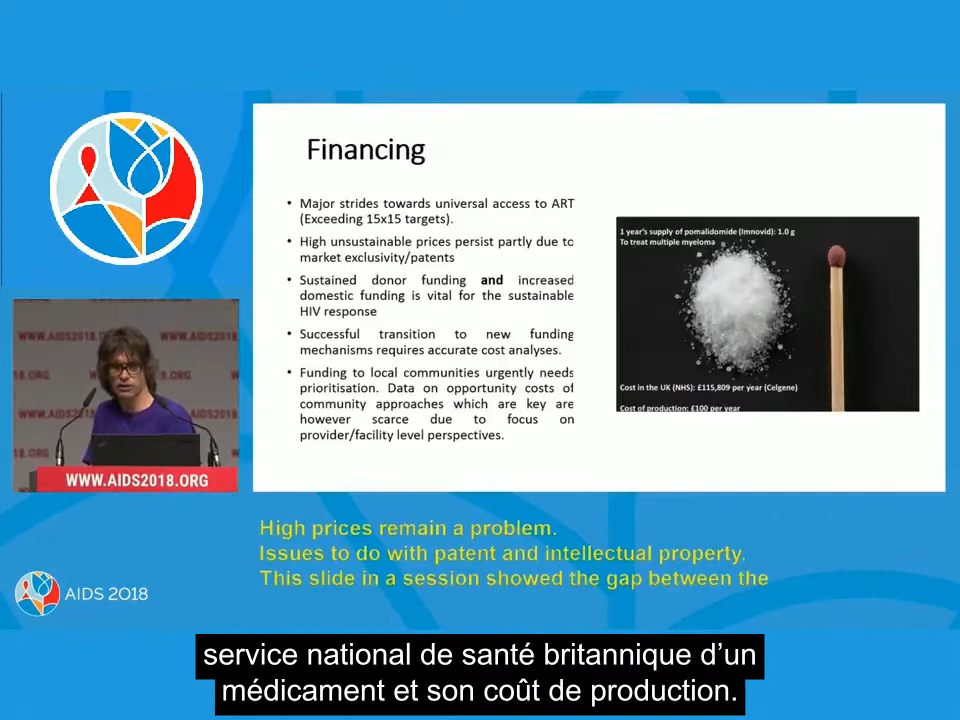 Financing
• Major strides towards universal access to ART
(Exceeding 15x15 targets).
• High unsustainable prices persist partly due to
market exclusivity/patents
• Sustained donor funding and increased
domestic funding is vital for the sustainable
HIV response
• Successful transition to new funding
mechanisms requires accurate cost analyses.
• Funding to local communities urgently needs
prioritisation. Data on opportunity costs of
community approaches which are key are
however scarce due to focus on
provider/facility level perspectives.
1 year's supply of pomalidomide (Imnovid): 1.0 g
To treat multiple myeloma
Cost in the UK (NHS): £115,809 per year (Celgene)
Cost of production: £100 per year
WWW.AIDS2018.ORG
WWW.AIDS2018.ORG
High prices remain a problem.
Issues to do with patent and intellectual property.
This slide in a session showed the gap between the
AIDS 2018
service national de santé britannique d'un
médicament et son coût de production.